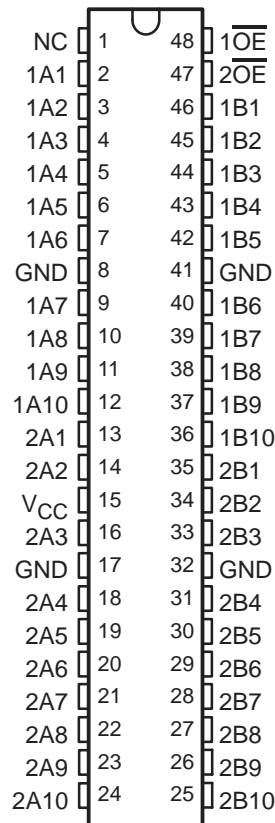 NC 1 48 1O̅E̅
1A1 2 47 2O̅E̅
1A2 3 46 1B1
1A3 4 45 1B2
1A4 5 44 1B3
1A5 6 43 1B4
1A6 7 42 1B5
GND 8 41 GND
1A7 9 40 1B6
1A8 10 39 1B7
1A9 11 38 1B8
1A10 12 37 1B9
2A1 13 36 1B10
2A2 14 35 2B1
VCC 15 34 2B2
2A3 16 33 2B3
GND 17 32 GND
2A4 18 31 2B4
2A5 19 30 2B5
2A6 20 29 2B6
2A7 21 28 2B7
2A8 22 27 2B8
2A9 23 26 2B9
2A10 24 25 2B10